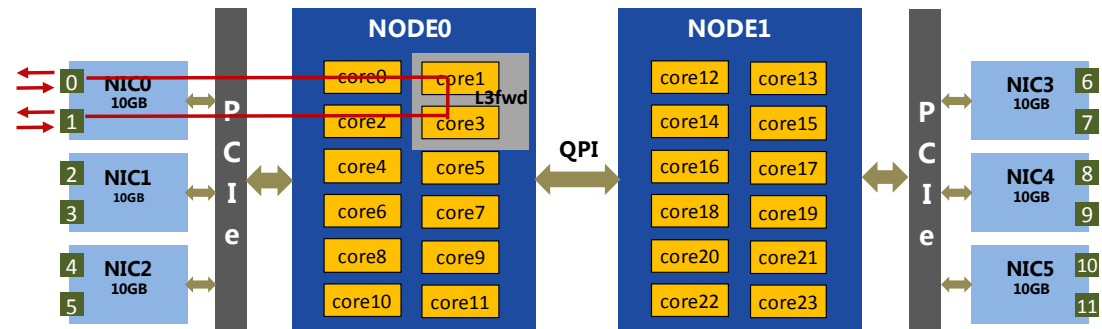 NODE0
NODE1
0
1
NIC0
10GB
2
3
NIC1
10GB
4
5
NIC2
10GB
PCIe
core0
core1
L3fwd
core2
core3
core4
core5
core6
core7
core8
core9
core10
core11
QPI
core12
core13
core14
core15
core16
core17
core18
core19
core20
core21
core22
core23
PCIe
NIC3
10GB
6
7
NIC4
10GB
8
9
NIC5
10GB
10
11